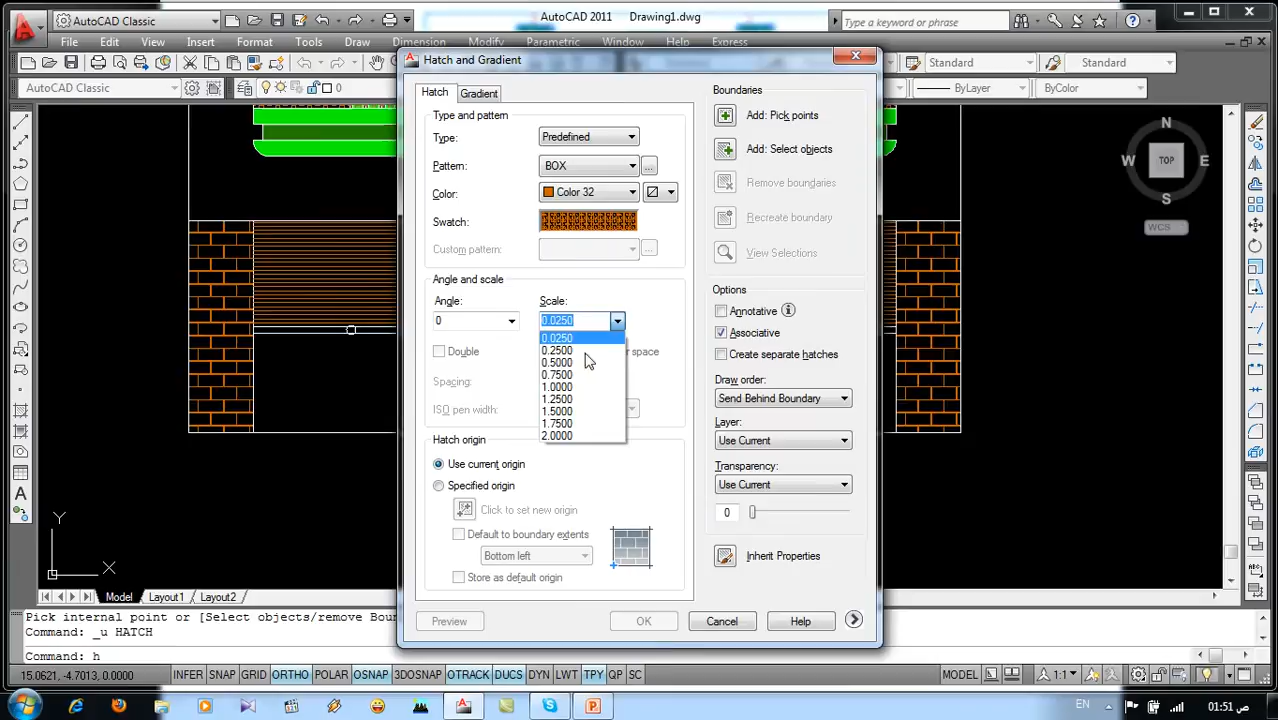 AutoCAD Classic
AutoCAD 2011 Drawing1.dwg
Type a keyword or phrase
File Edit View Insert Format Tools Draw Dimension Modify Parametric Window Help Express
Standard Standard
AutoCAD Classic
0
ByLayer ByColor
Hatch and Gradient
Hatch Gradient
Type and pattern
Type: Predefined
Pattern: BOX
Color: Color 32
Swatch:
Custom pattern:
Angle and scale
Angle: Scale:
0 0.0250
0.0250
0.2500
0.5000
0.7500
1.0000
1.2500
1.5000
1.7500
2.0000
Double
er space
Spacing:
ISO pen width:
Hatch origin
Use current origin
Specified origin
Click to set new origin
Default to boundary extents
Bottom left
Store as default origin
Boundaries
Add: Pick points
Add: Select objects
Remove boundaries
Recreate boundary
View Selections
Options
Annotative
Associative
Create separate hatches
Draw order:
Send Behind Boundary
Layer:
Use Current
Transparency:
Use Current
0
Inherit Properties
Preview OK Cancel Help
N
W TOP E
S
WCS
Y
X
Model Layout1 Layout2
Pick internal point or [Select objects/remove Bou
Command: _u HATCH
Command: h
15.0621, -4.7013, 0.0000 INFER SNAP GRID ORTHO POLAR OSNAP 3DOSNAP OTRACK DUCS DYN LWT TPY QP SC MODEL 1:1
EN 01:51 ص